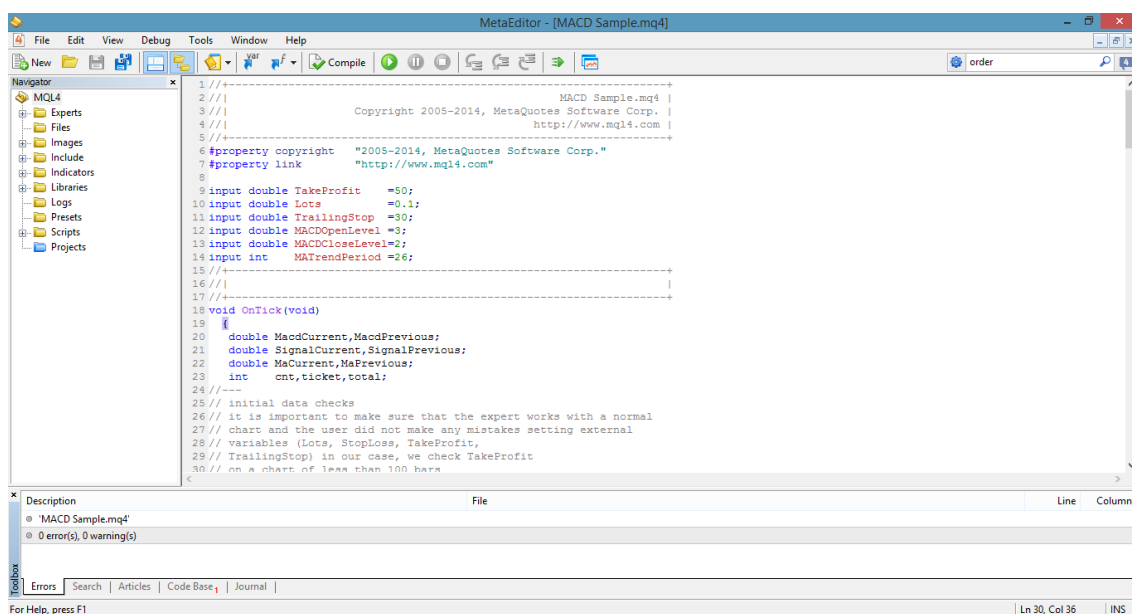 MetaEditor - [MACD Sample.mq4]
File Edit View Debug Tools Window Help
New var f Compile order
Navigator
MQL4
Experts
Files
Images
Include
Indicators
Libraries
Logs
Presets
Scripts
Projects
1 //+------------------------------------------------------------------+
2 //| MACD Sample.mq4 |
3 //| Copyright 2005-2014, MetaQuotes Software Corp. |
4 //| http://www.mql4.com |
5 //+------------------------------------------------------------------+
6 #property copyright "2005-2014, MetaQuotes Software Corp."
7 #property link "http://www.mql4.com"
8
9 input double TakeProfit =50;
10 input double Lots =0.1;
11 input double TrailingStop =30;
12 input double MACDOpenLevel =3;
13 input double MACDCloseLevel=2;
14 input int MATrendPeriod =26;
15 //+------------------------------------------------------------------+
16 //| |
17 //+------------------------------------------------------------------+
18 void OnTick(void)
19 {
20 double MacdCurrent,MacdPrevious;
21 double SignalCurrent,SignalPrevious;
22 double MaCurrent,MaPrevious;
23 int cnt,ticket,total;
24 //---
25 // initial data checks
26 // it is important to make sure that the expert works with a normal
27 // chart and the user did not make any mistakes setting external
28 // variables (Lots, StopLoss, TakeProfit,
29 // TrailingStop) in our case, we check TakeProfit
30 // on a chart of less than 100 bars
Description File Line Column
'MACD Sample.mq4'
0 error(s), 0 warning(s)
Toolbox
Errors Search Articles Code Base 1 Journal
For Help, press F1 Ln 30, Col 36 INS